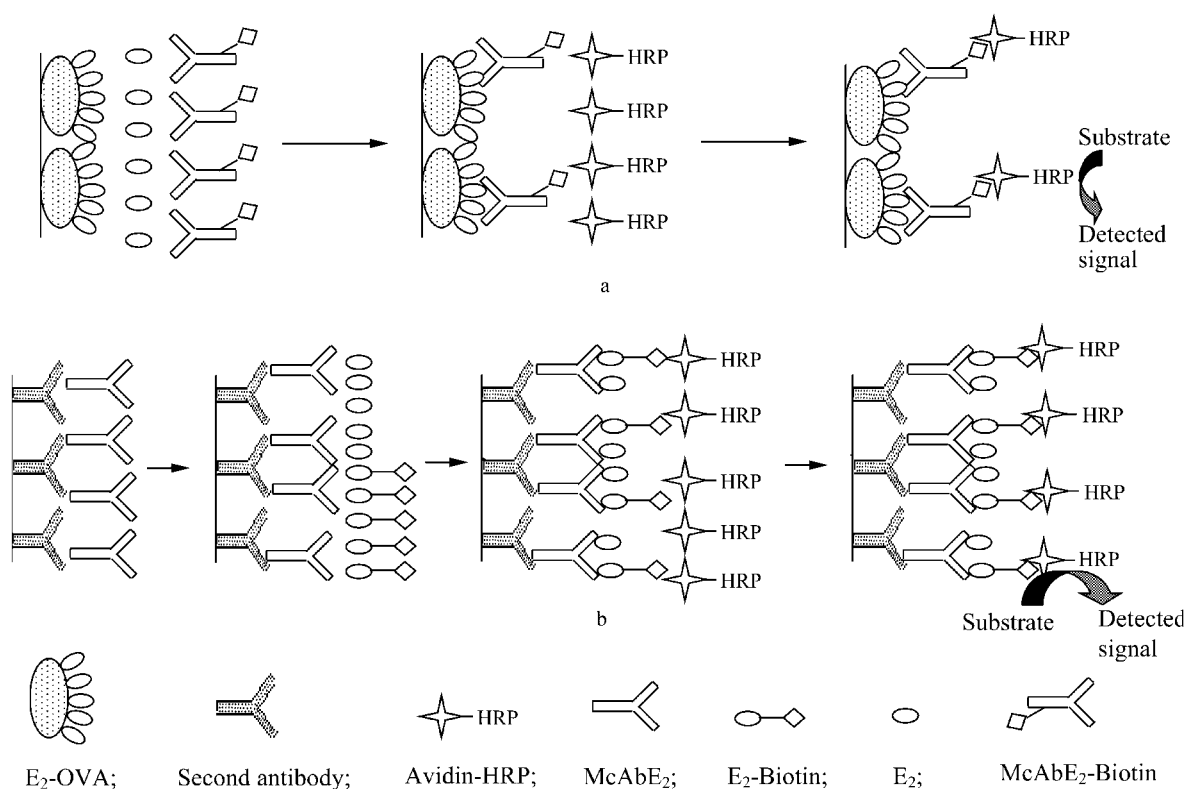 HRP
HRP
HRP
HRP
HRP
HRP
Substrate
Detected
signal
a
HRP
HRP
HRP
HRP
HRP
HRP
HRP
HRP
HRP
Substrate
Detected
signal
b
HRP
E₂-OVA; Second antibody; Avidin-HRP; McAbE₂; E₂-Biotin; E₂; McAbE₂-Biotin